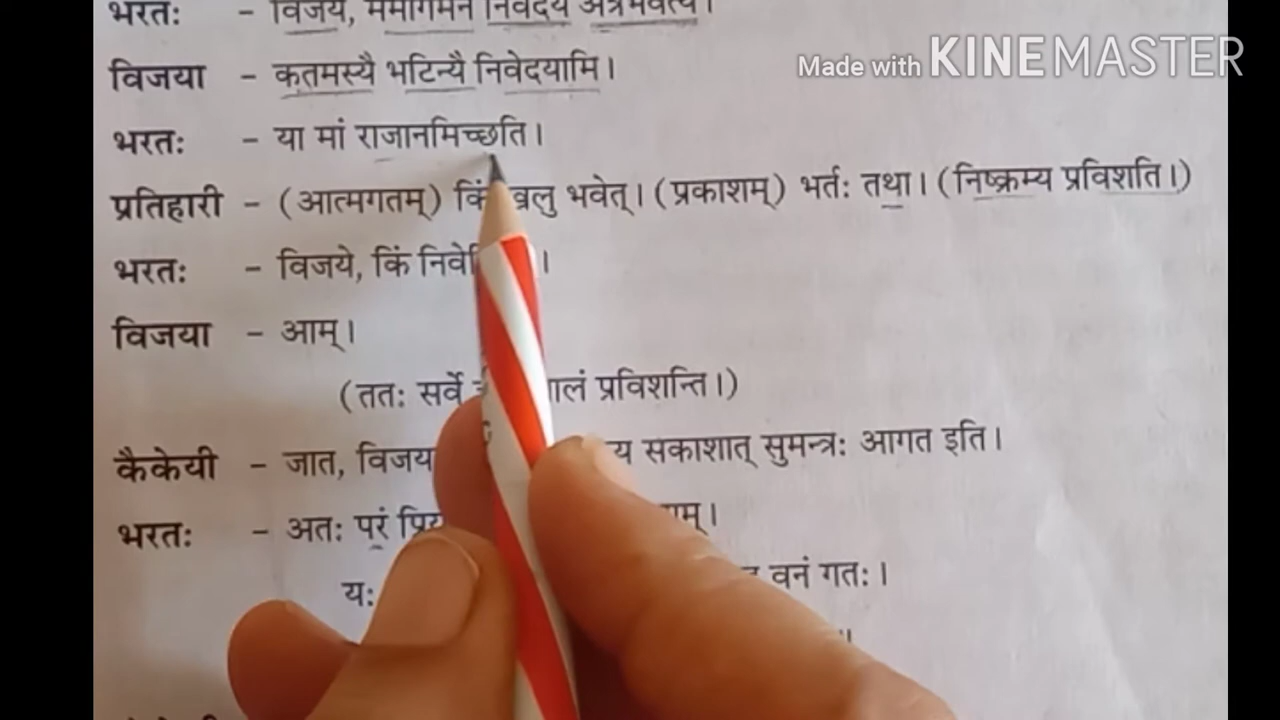 भरतः - विजये, ममागमनं निवेदय अत्रभवत्यै।
Made with KINEMASTER
विजया - कतमस्यै भटिन्यै निवेदयामि।
भरतः - या मां राजानमिच्छति।
प्रतिहारी - (आत्मगतम्) किं खलु भवेत्। (प्रकाशम्) भर्तः तथा। (निष्क्रम्य प्रविशति।)
भरतः - विजये, किं
विजया - आम्।
(ततः सर्वे प्रविशन्ति।)
कैकेयी - जात, सकाशात् सुमन्त्रः आगत इति।
भरतः - अतः परं
यः वनं गतः।